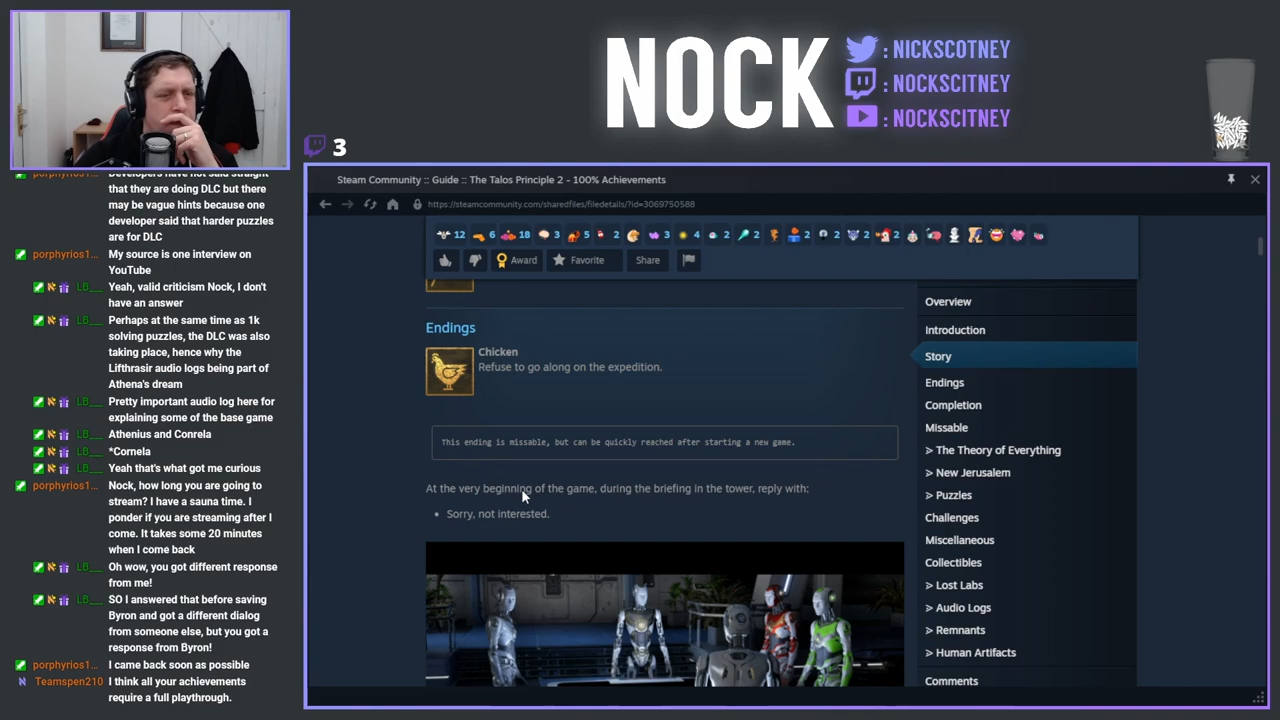 NOCK
: NICKSCOTNEY
: NOCKSCITNEY
: NOCKSCITNEY
3
porphyrios1...
Developers have not said straight
that they are doing DLC but there
may be vague hints because one
developer said that harder puzzles
are for DLC
porphyrios1... My source is one interview on
YouTube
LB__ Yeah, valid criticism Nock, I don't
have an answer
LB__ Perhaps at the same time as 1k
solving puzzles, the DLC was also
taking place, hence why the
Lifthrasir audio logs being part of
Athena's dream
LB__ Pretty important audio log here for
explaining some of the base game
LB__ Athenius and Conrela
LB__ *Cornela
LB__ Yeah that's what got me curious
porphyrios1... Nock, how long you are going to
stream? I have a sauna time. I
ponder if you are streaming after I
come. It takes some 20 minutes
when I come back
LB__ Oh wow, you got different response
from me!
LB__ SO I answered that before saving
Byron and got a different dialog
from someone else, but you got a
response from Byron!
porphyrios1... I came back soon as possible
Teamspen210 I think all your achievements
require a full playthrough.
Steam Community :: Guide :: The Talos Principle 2 - 100% Achievements
https://steamcommunity.com/sharedfiles/filedetails/?id=3069750588
12 6 18 3 5 2 2 3 4 2 2 2 2 2 2
Award Favorite Share
Endings
Chicken
Refuse to go along on the expedition.
This ending is missable, but can be quickly reached after starting a new game.
At the very beginning of the game, during the briefing in the tower, reply with:
• Sorry, not interested.
Overview
Introduction
Story
Endings
Completion
Missable
> The Theory of Everything
> New Jerusalem
> Puzzles
Challenges
Miscellaneous
Collectibles
> Lost Labs
> Audio Logs
> Remnants
> Human Artifacts
Comments